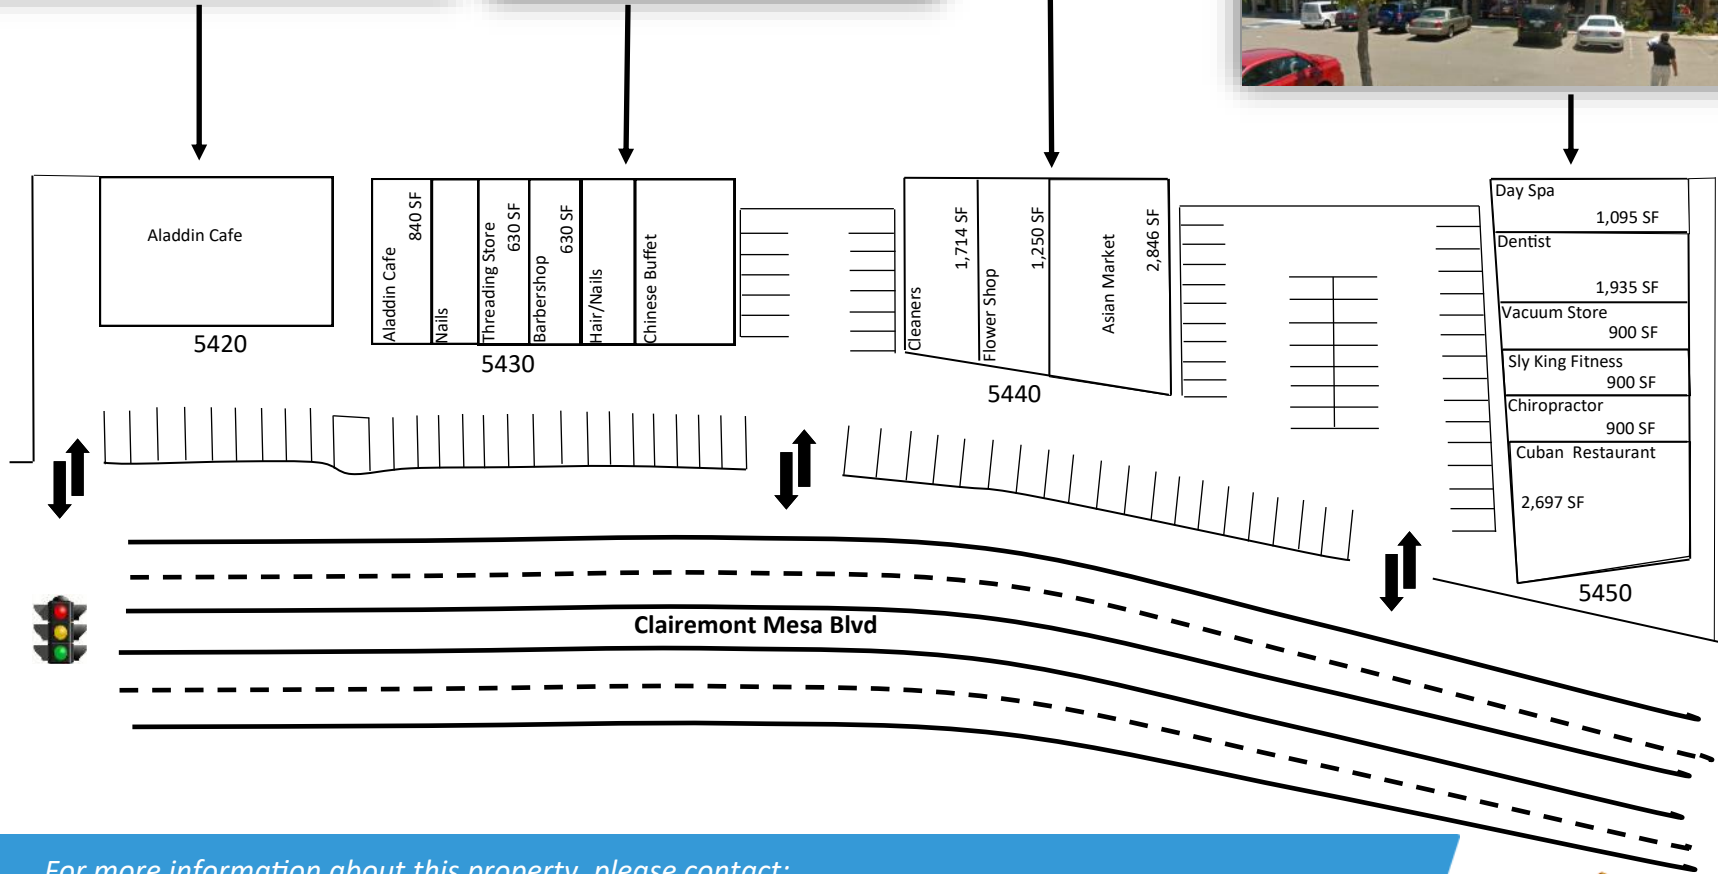 Aladdin Cafe
5420
Aladdin Cafe
840 SF
Nails
Threading Store
630 SF
Barbershop
630 SF
Hair/Nails
Chinese Buffet
5430
Cleaners
1,714 SF
Flower Shop
1,250 SF
Asian Market
2,846 SF
5440
Day Spa
1,095 SF
Dentist
1,935 SF
Vacuum Store
900 SF
Sly King Fitness
900 SF
Chiropractor
900 SF
Cuban Restaurant
2,697 SF
5450
Clairemont Mesa Blvd
For more information about this property, please contact: